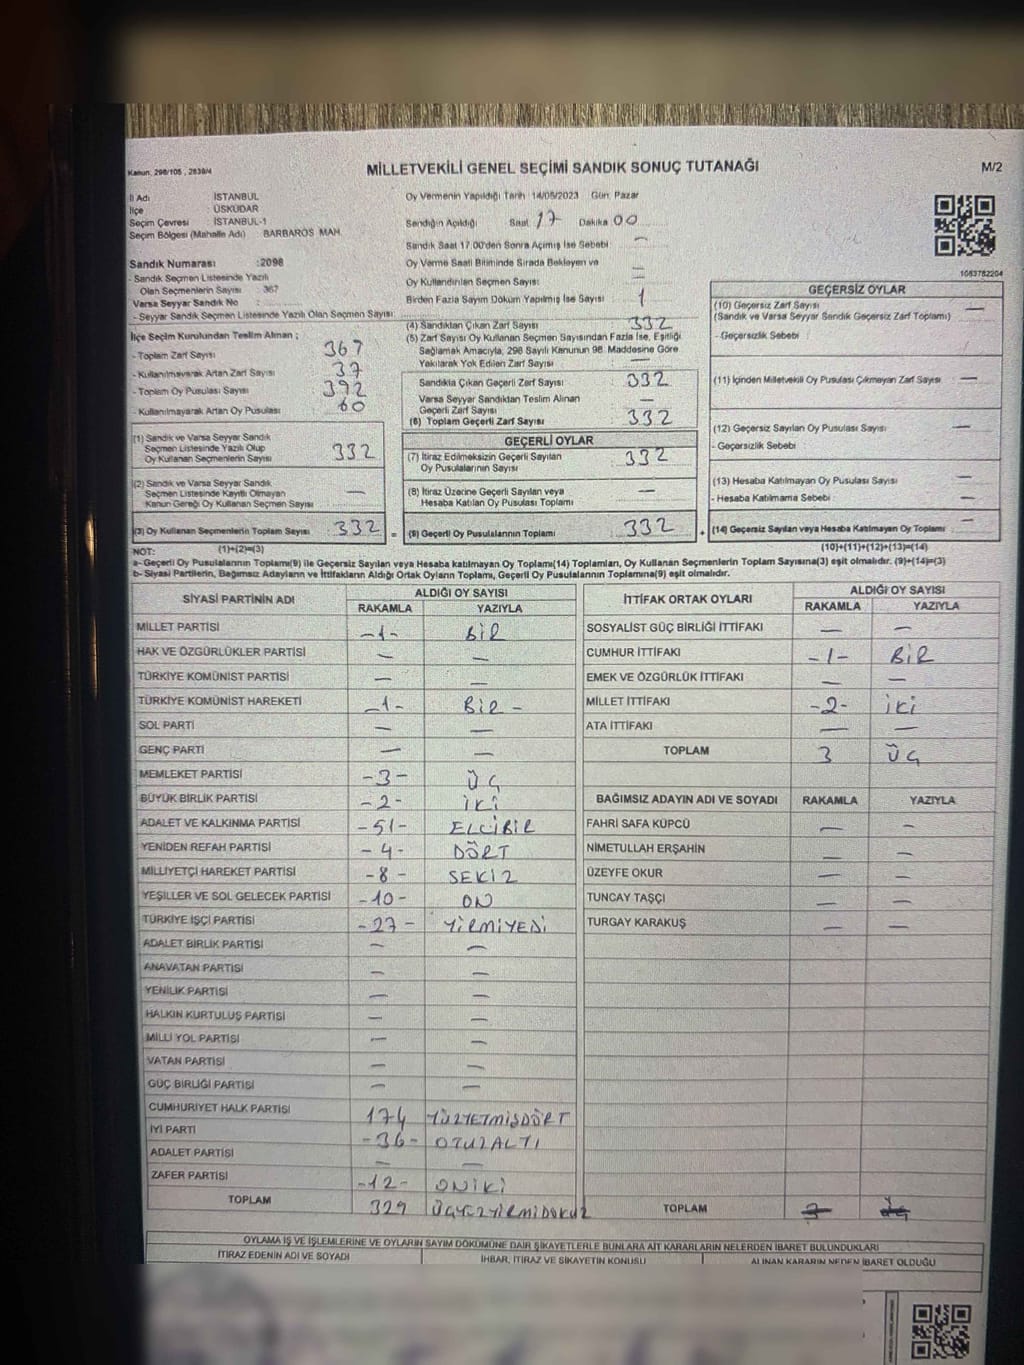 Kanun, 298/105 , 2839/4
MİLLETVEKİLİ GENEL SEÇİMİ SANDIK SONUÇ TUTANAĞI
M/2
İl Adı İSTANBUL
İlçe ÜSKÜDAR
Seçim Çevresi : İSTANBUL-1
Seçim Bölgesi (Mahalle Adı) BARBAROS MAH.
Sandık Numarası :2098
- Sandık Seçmen Listesinde Yazılı
Olan Seçmenlerin Sayısı : 367
Varsa Seyyar Sandık No :
- Seyyar Sandık Seçmen Listesinde Yazılı Olan Seçmen Sayısı:
Oy Vermenin Yapıldığı Tarih :14/05/2023 Gün: Pazar
Sandığın Açıldığı Saat 17 Dakika 00
Sandık Saat 17.00'den Sonra Açılmış İse Sebebi : —
Oy Verme Saati Bitiminde Sırada Bekleyen ve
Oy Kullandırılan Seçmen Sayısı: —
Birden Fazla Sayım Döküm Yapılmış İse Sayısı 1
1083782204
İlçe Seçim Kurulundan Teslim Alınan ;
- Toplam Zarf Sayısı 367
- Kullanılmayarak Artan Zarf Sayısı 37
- Toplam Oy Pusulası Sayısı 392
- Kullanılmayarak Artan Oy Pusulası 60
(1) Sandık ve Varsa Seyyar Sandık
Seçmen Listesinde Yazılı Olup
Oy Kullanan Seçmenlerin Sayısı 332
(2) Sandık ve Varsa Seyyar Sandık
Seçmen Listesinde Kayıtlı Olmayan
Kanun Gereği Oy Kullanan Seçmen Sayısı —
(3) Oy Kullanan Seçmenlerin Toplam Sayısı 332 =
(4) Sandıktan Çıkan Zarf Sayısı 332
(5) Zarf Sayısı Oy Kullanan Seçmen Sayısından Fazla İse, Eşitliği
Sağlamak Amacıyla, 298 Sayılı Kanunun 98. Maddesine Göre
Yakılarak Yok Edilen Zarf Sayısı —
Sandıkta Çıkan Geçerli Zarf Sayısı 332
Varsa Seyyar Sandıktan Teslim Alınan
Geçerli Zarf Sayısı —
(6) Toplam Geçerli Zarf Sayısı 332
GEÇERLİ OYLAR
(7) İtiraz Edilmeksizin Geçerli Sayılan
Oy Pusulalarının Sayısı 332
(8) İtiraz Üzerine Geçerli Sayılan veya
Hesaba Katılan Oy Pusulası Toplamı —
(9) Geçerli Oy Pusulalarının Toplamı 332 +
GEÇERSİZ OYLAR
(10) Geçersiz Zarf Sayısı
(Sandık ve Varsa Seyyar Sandık Geçersiz Zarf Toplamı) —
- Geçersizlik Sebebi :
(11) İçinden Milletvekili Oy Pusulası Çıkmayan Zarf Sayısı —
(12) Geçersiz Sayılan Oy Pusulası Sayısı —
- Geçersizlik Sebebi
(13) Hesaba Katılmayan Oy Pusulası Sayısı —
- Hesaba Katılmama Sebebi —
(14) Geçersiz Sayılan veya Hesaba Katılmayan Oy Toplamı —
NOT: (1)+(2)=(3)
(10)+(11)+(12)+(13)=(14)
a- Geçerli Oy Pusulalarının Toplamı(9) ile Geçersiz Sayılan veya Hesaba katılmayan Oy Toplamı(14) Toplamları, Oy Kullanan Seçmenlerin Toplam Sayısına(3) eşit olmalıdır. (9)+(14)=(3)
b- Siyasi Partilerin, Bağımsız Adayların ve İttifakların Aldığı Ortak Oyların Toplamı, Geçerli Oy Pusulalarının Toplamına(9) eşit olmalıdır.
SİYASİ PARTİNİN ADI ALDIĞI OY SAYISI
RAKAMLA YAZIYLA
MİLLET PARTİSİ -1- BİR
HAK VE ÖZGÜRLÜKLER PARTİSİ — —
TÜRKİYE KOMÜNİST PARTİSİ — —
TÜRKİYE KOMÜNİST HAREKETİ -1- BİR -
SOL PARTİ — —
GENÇ PARTİ — —
MEMLEKET PARTİSİ -3- ÜÇ
BÜYÜK BİRLİK PARTİSİ -2- İKİ
ADALET VE KALKINMA PARTİSİ -51- ELLİBİR
YENİDEN REFAH PARTİSİ -4- DÖRT
MİLLİYETÇİ HAREKET PARTİSİ -8- SEKİZ
YEŞİLLER VE SOL GELECEK PARTİSİ -10- ON
TÜRKİYE İŞÇİ PARTİSİ -27- YİRMİYEDİ
ADALET BİRLİK PARTİSİ — —
ANAVATAN PARTİSİ — —
YENİLİK PARTİSİ — —
HALKIN KURTULUŞ PARTİSİ — —
MİLLİ YOL PARTİSİ — —
VATAN PARTİSİ — —
GÜÇ BİRLİĞİ PARTİSİ — —
CUMHURİYET HALK PARTİSİ 174 YÜZYETMİŞDÖRT
İYİ PARTİ -36- OTUZALTI
ADALET PARTİSİ — —
ZAFER PARTİSİ -12- ONİKİ
TOPLAM 329 ÜÇYÜZYİRMİDOKUZ
İTTİFAK ORTAK OYLARI ALDIĞI OY SAYISI
RAKAMLA YAZIYLA
SOSYALİST GÜÇ BİRLİĞİ İTTİFAKI — —
CUMHUR İTTİFAKI -1- BİR
EMEK VE ÖZGÜRLÜK İTTİFAKI — —
MİLLET İTTİFAKI -2- İKİ
ATA İTTİFAKI — —
TOPLAM 3 ÜÇ
BAĞIMSIZ ADAYIN ADI VE SOYADI RAKAMLA YAZIYLA
FAHRİ SAFA KÜPCÜ — —
NİMETULLAH ERŞAHİN — —
ÜZEYFE OKUR — —
TUNCAY TAŞÇI — —
TURGAY KARAKUŞ — —
TOPLAM 3 ÜÇ
OYLAMA İŞ VE İŞLEMLERİNE VE OYLARIN SAYIM DÖKÜMÜNE DAİR ŞİKAYETLERLE BUNLARA AİT KARARLARIN NELERDEN İBARET BULUNDUKLARI
İTİRAZ EDENİN ADI VE SOYADI İHBAR, İTİRAZ VE ŞİKAYETİN KONUSU ALINAN KARARIN NEDEN İBARET OLDUĞU